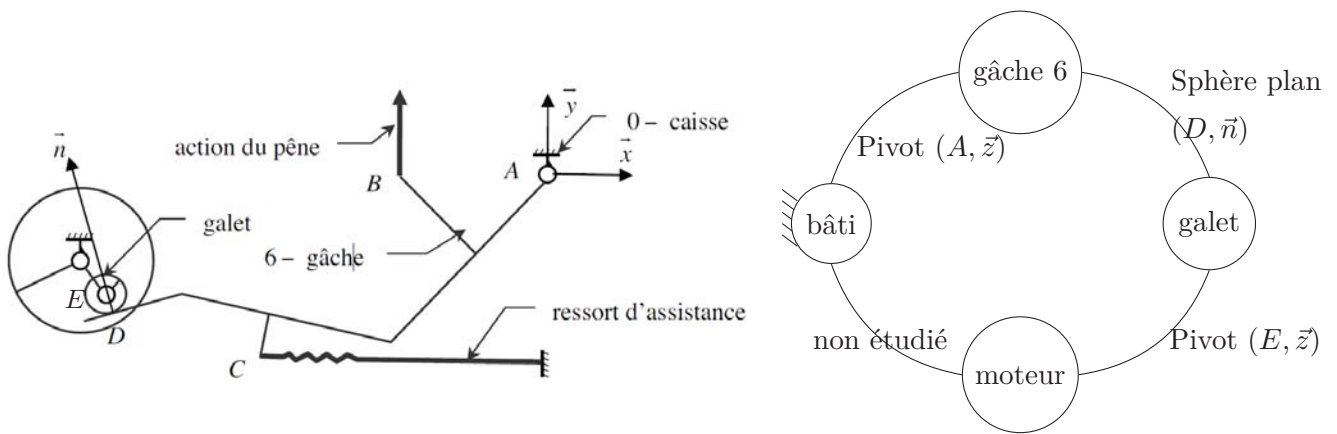 y⃗
0 – caisse
x⃗
A
n⃗
action du pêne
B
galet
6 – gâche
E
D
ressort d'assistance
C
gâche 6
Sphère plan
(D, n⃗)
Pivot (A, z⃗)
bâti
galet
non étudié
Pivot (E, z⃗)
moteur